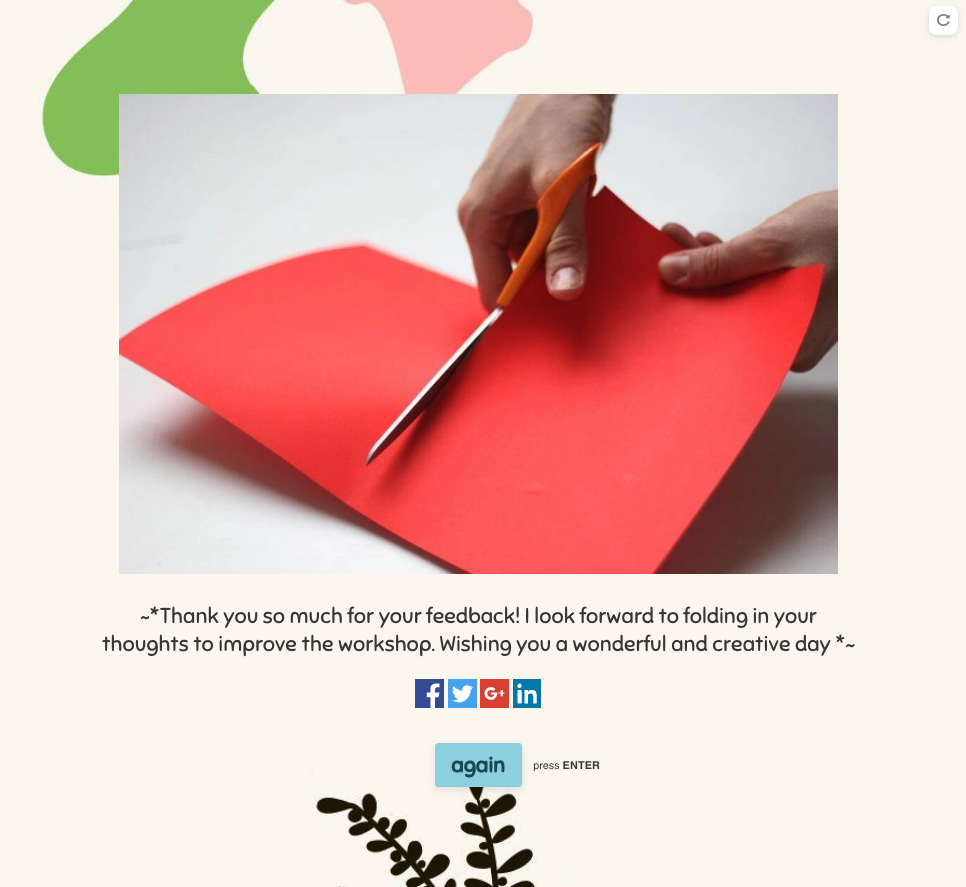 ~*Thank you so much for your feedback! I look forward to folding in your
thoughts to improve the workshop. Wishing you a wonderful and creative day *~
f G+ in
again press ENTER